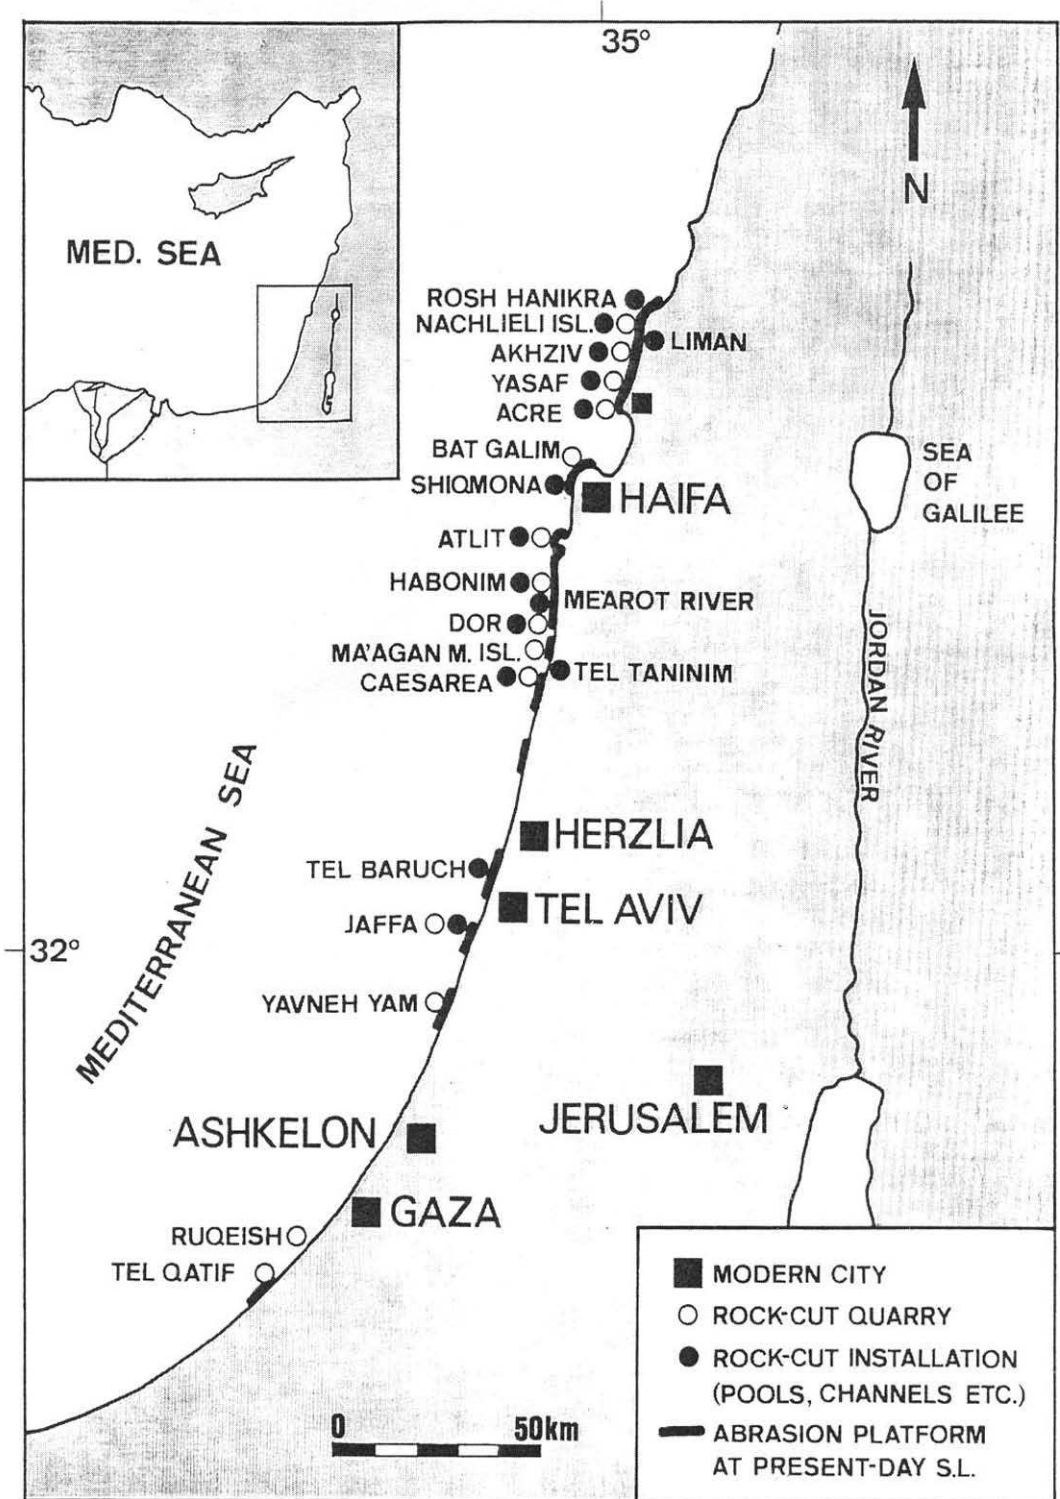 35°
N
MED. SEA
ROSH HANIKRA
NACHLIELI ISL.
LIMAN
AKHZIV
YASAF
ACRE
BAT GALIM
SHIQMONA
HAIFA
SEA
OF
GALILEE
ATLIT
HABONIM
ME'AROT RIVER
DOR
MA'AGAN M. ISL.
TEL TANINIM
CAESAREA
JORDAN RIVER
MEDITERRANEAN SEA
HERZLIA
TEL BARUCH
TEL AVIV
JAFFA
32°
YAVNEH YAM
JERUSALEM
ASHKELON
GAZA
RUQEISH
TEL QATIF
MODERN CITY
ROCK-CUT QUARRY
ROCK-CUT INSTALLATION
(POOLS, CHANNELS ETC.)
ABRASION PLATFORM
AT PRESENT-DAY S.L.
0 50km